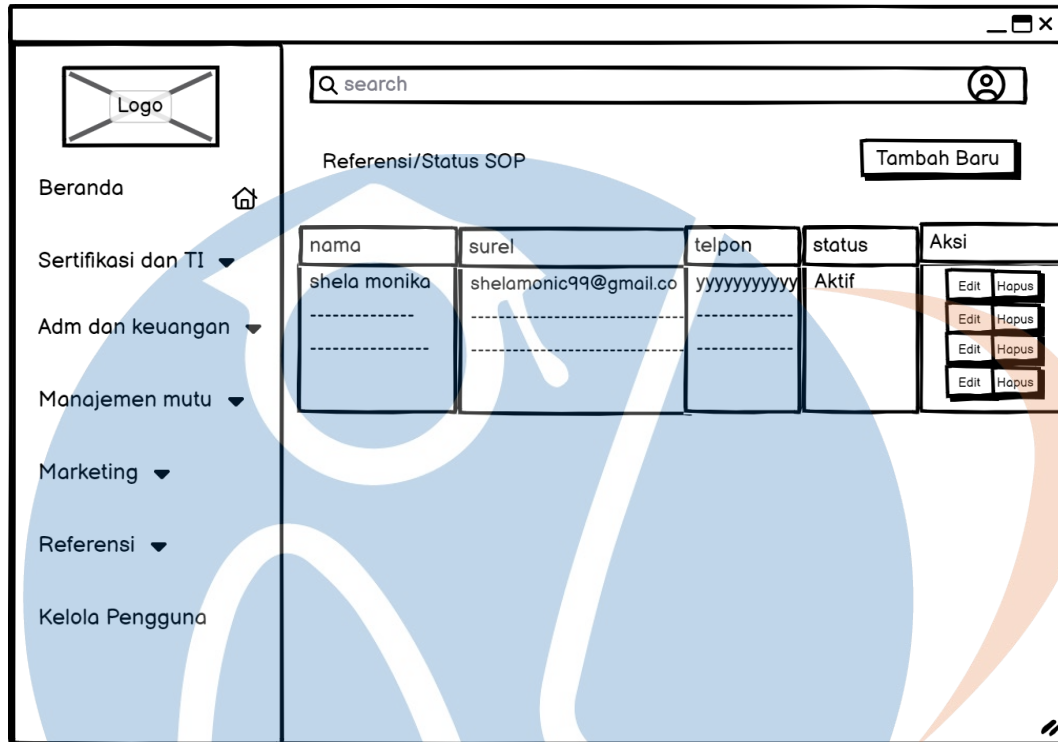 Logo
search
Referensi/Status SOP
Tambah Baru
Beranda
Sertifikasi dan TI
Adm dan keuangan
Manajemen mutu
Marketing
Referensi
Kelola Pengguna
nama surel telpon status Aksi
shela monika shelamonic99@gmail.co yyyyyyyyyyy Aktif Edit Hapus
Edit Hapus
Edit Hapus
Edit Hapus